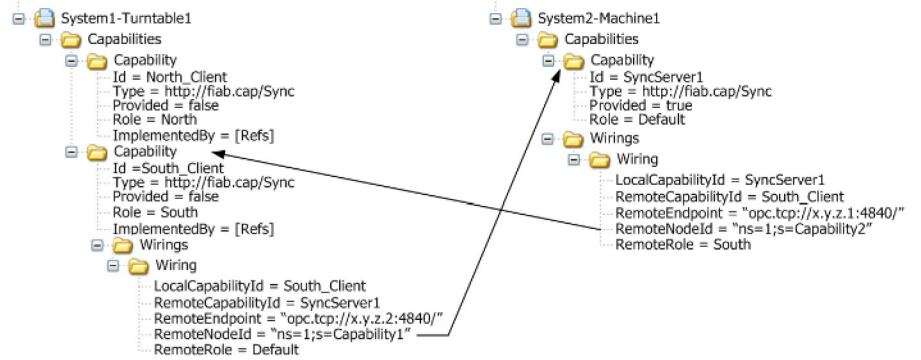 System1-Turntable1
Capabilities
Capability
Id = North_Client
Type = http://fiab.cap/Sync
Provided = false
Role = North
ImplementedBy = [Refs]
Capability
Id =South_Client
Type = http://fiab.cap/Sync
Provided = false
Role = South
ImplementedBy = [Refs]
Wirings
Wiring
LocalCapabilityId = South_Client
RemoteCapabilityId = SyncServer1
RemoteEndpoint = “opc.tcp://x.y.z.2:4840/”
RemoteNodeId = “ns=1;s=Capability1”
RemoteRole = Default
System2-Machine1
Capabilities
Capability
Id = SyncServer1
Type = http://fiab.cap/Sync
Provided = true
Role = Default
Wirings
Wiring
LocalCapabilityId = SyncServer1
RemoteCapabilityId = South_Client
RemoteEndpoint = “opc.tcp://x.y.z.1:4840/”
RemoteNodeId = “ns=1;s=Capability2”
RemoteRole = South